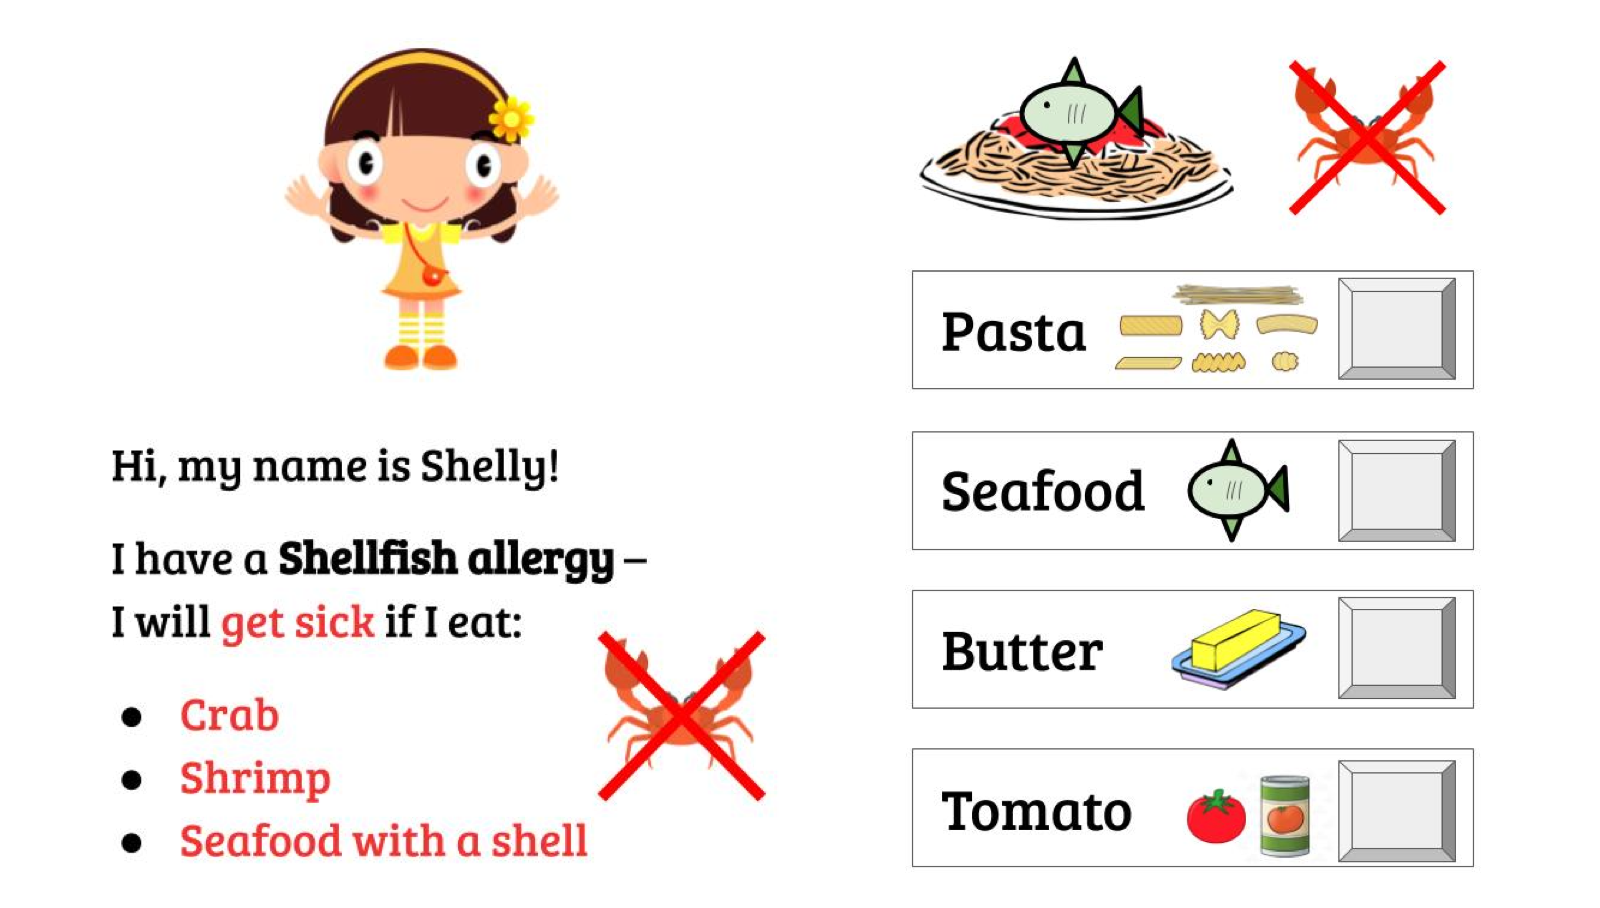 Hi, my name is Shelly!
I have a Shellfish allergy –
I will get sick if I eat:
● Crab
● Shrimp
● Seafood with a shell
Pasta
Seafood
Butter
Tomato